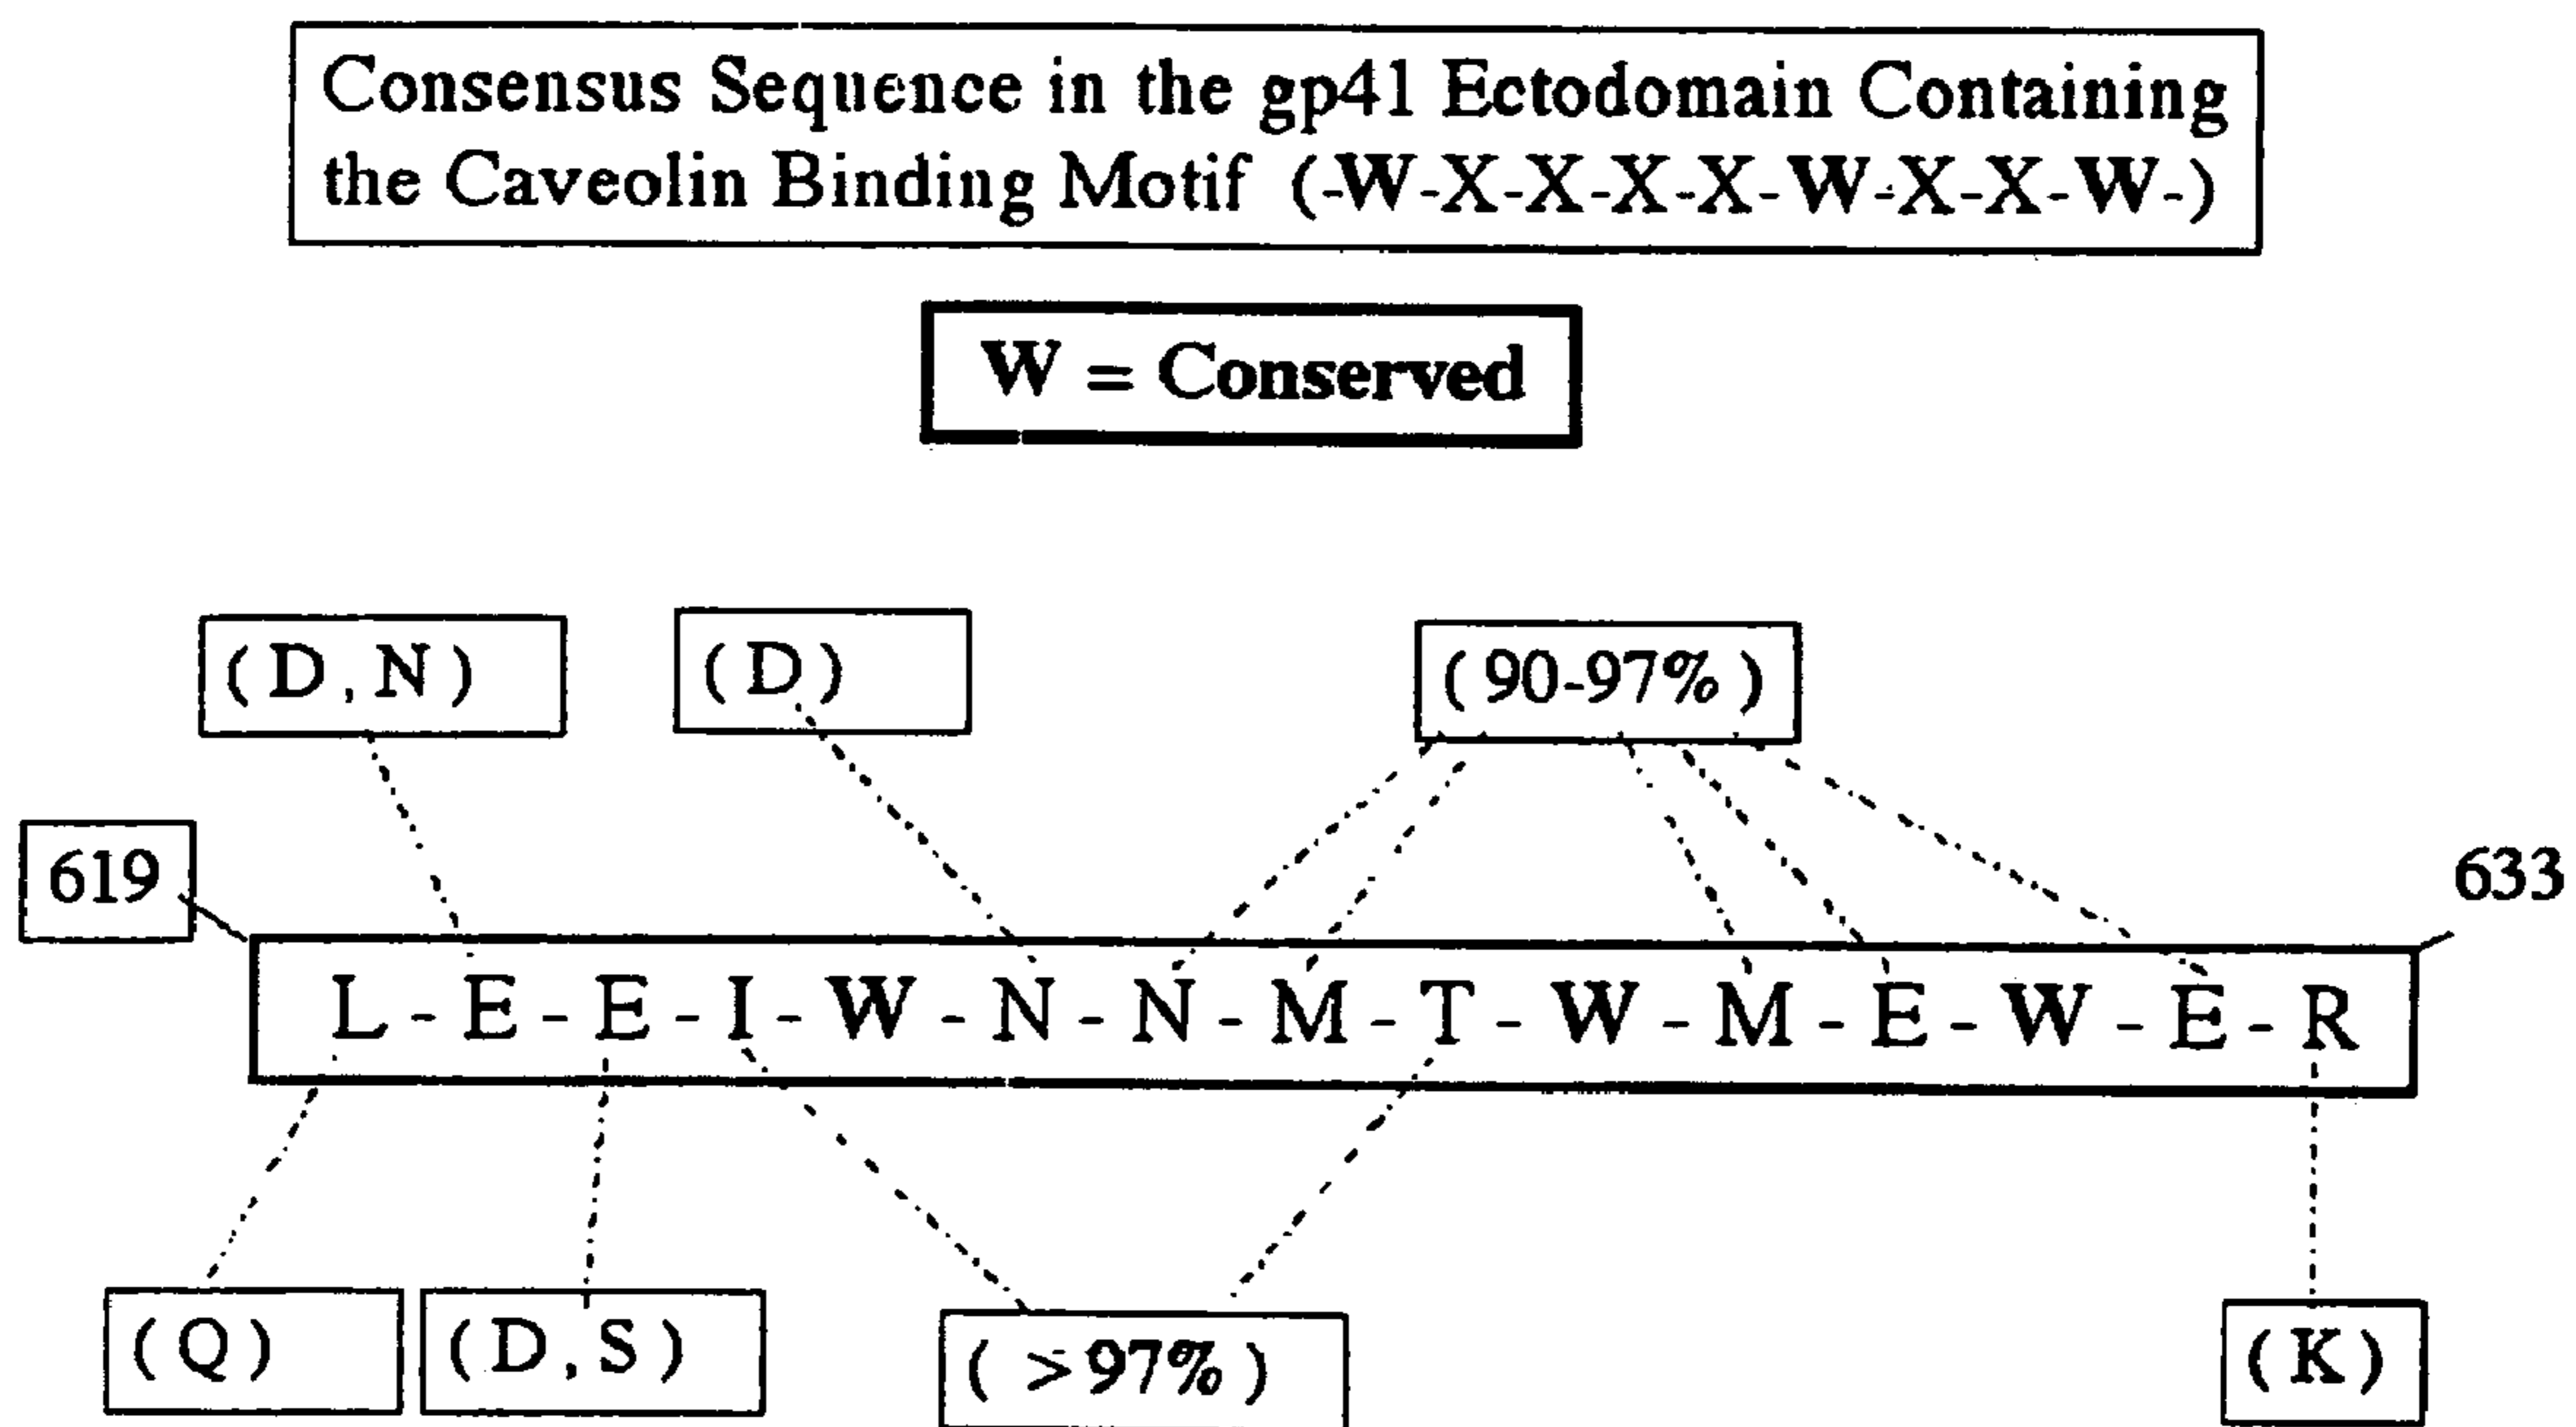 Consensus Sequence in the gp41 Ectodomain Containing
the Caveolin Binding Motif (-W-X-X-X-X-W-X-X-W-)
W = Conserved
(D,N)
(D)
(90-97%)
619
633
L-E-E-I-W-N-N-M-T-W-M-E-W-E-R
(Q)
(D,S)
(>97%)
(K)